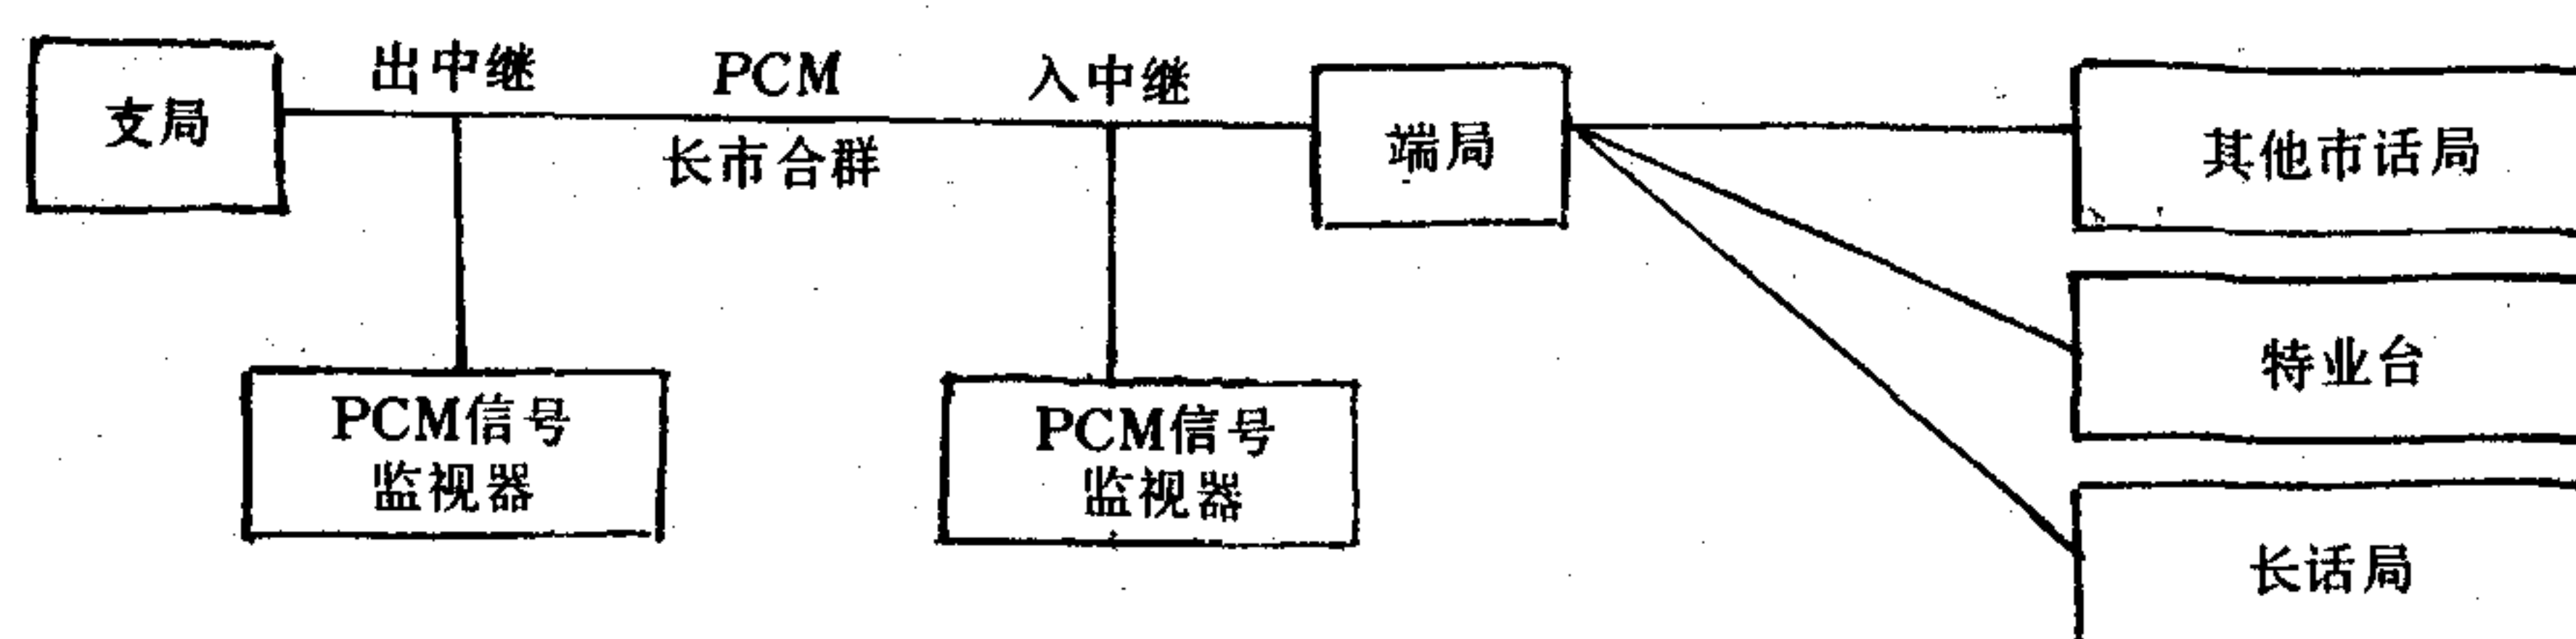 出中继
PCM
入中继
支局
长市合群
端局
其他市话局
特业台
PCM信号
监视器
PCM信号
监视器
长话局